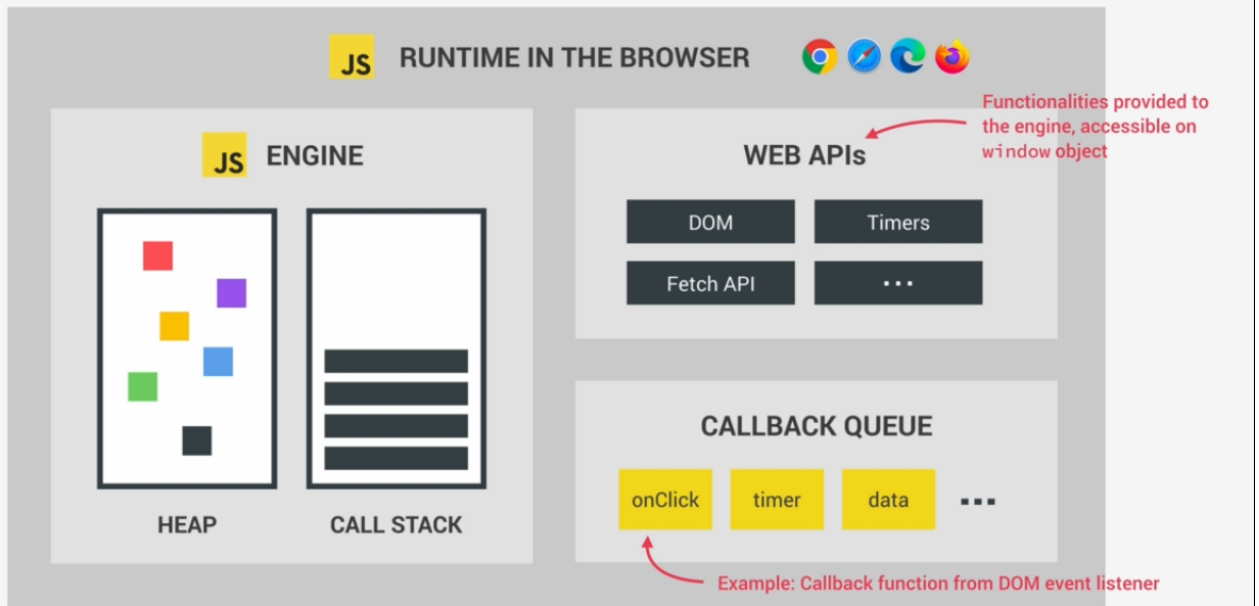 JS RUNTIME IN THE BROWSER
Functionalities provided to
the engine, accessible on
window object
JS ENGINE
WEB APIs
DOM
Timers
Fetch API
...
HEAP
CALL STACK
CALLBACK QUEUE
onClick
timer
data
...
Example: Callback function from DOM event listener